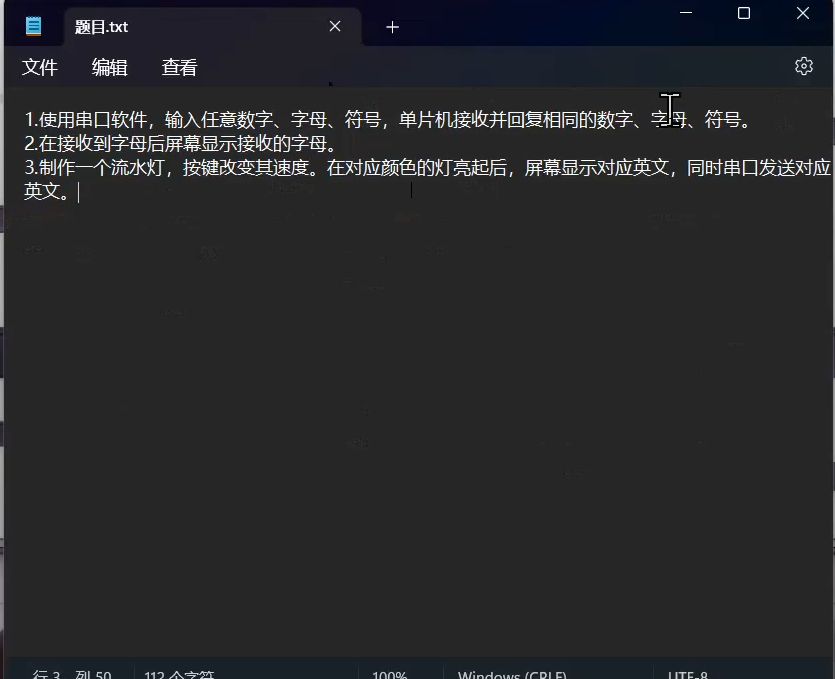 题目.txt
文件 编辑 查看
1.使用串口软件，输入任意数字、字母、符号，单片机接收并回复相同的数字、字母、符号。
2.在接收到字母后屏幕显示接收的字母。
3.制作一个流水灯，按键改变其速度。在对应颜色的灯亮起后，屏幕显示对应英文，同时串口发送对应
英文。
行 3，列 50 112 个字符 100% Windows (CRLF) UTF-8